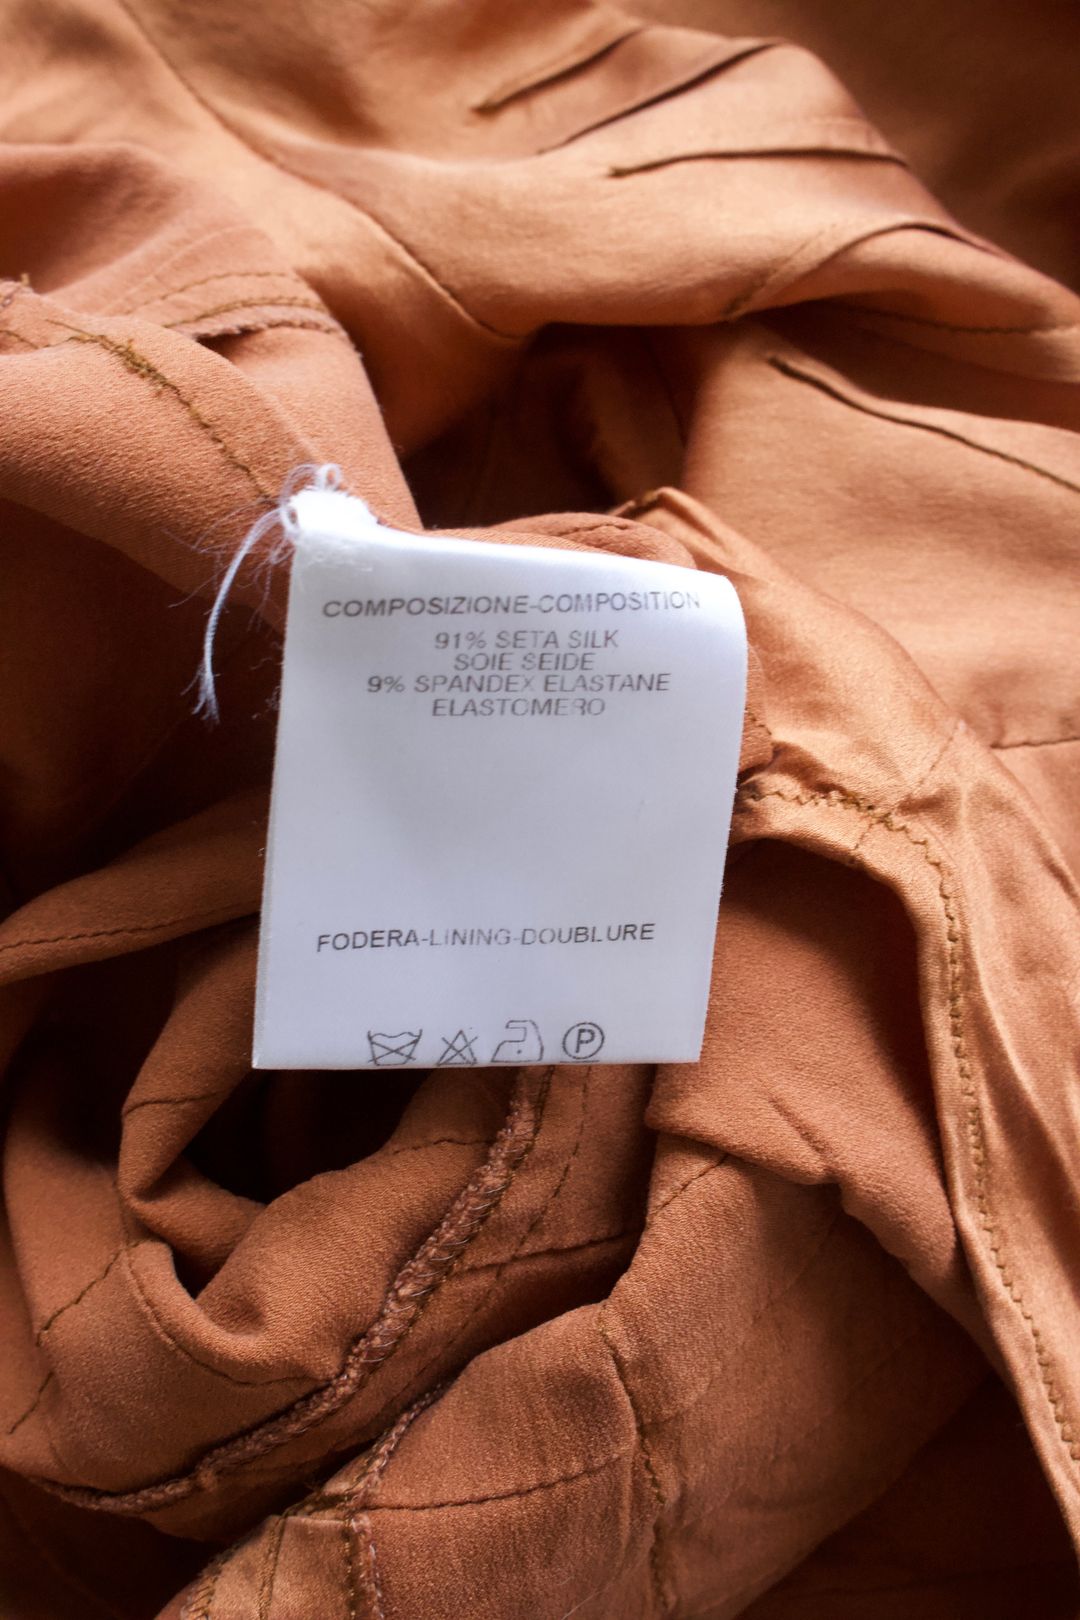 COMPOSIZIONE-COMPOSITION
91% SETA SILK
SOIE SEIDE
9% SPANDEX ELASTANE
ELASTOMERO
FODERA-LINING-DOUBLURE
P